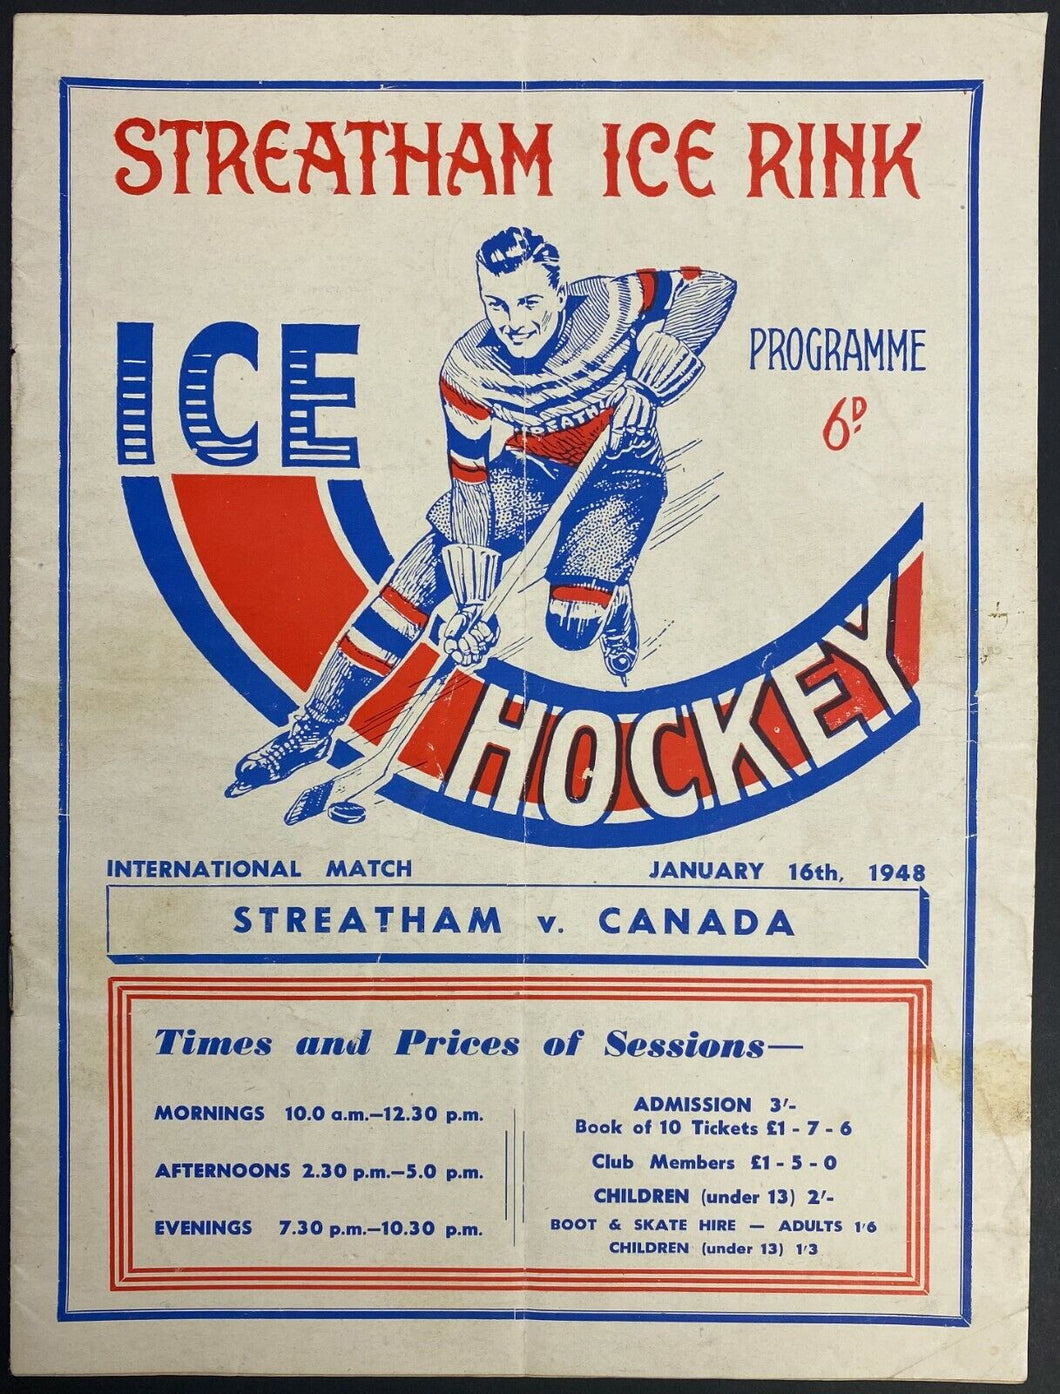 STREATHAM ICE RINK
ICE
PROGRAMME
6D.
HOCKEY
INTERNATIONAL MATCH JANUARY 16th, 1948
STREATHAM v. CANADA
Times and Prices of Sessions—
MORNINGS 10.0 a.m.—12.30 p.m.
AFTERNOONS 2.30 p.m.—5.0 p.m.
EVENINGS 7.30 p.m.—10.30 p.m.
ADMISSION 3/-
Book of 10 Tickets £1 - 7 - 6
Club Members £1 - 5 - 0
CHILDREN (under 13) 2/-
BOOT & SKATE HIRE — ADULTS 1/6
CHILDREN (under 13) 1/3